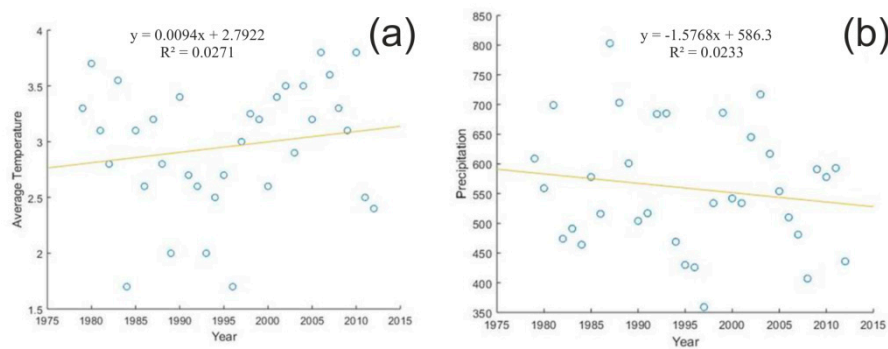 y = 0.0094x + 2.7922
R² = 0.0271
(a)
4
3.5
3
2.5
2
1.5
Average Temperature
1975 1980 1985 1990 1995 2000 2005 2010 2015
Year
y = -1.5768x + 586.3
R² = 0.0233
(b)
850
800
750
700
650
600
550
500
450
400
350
Precipitation
1975 1980 1985 1990 1995 2000 2005 2010 2015
Year